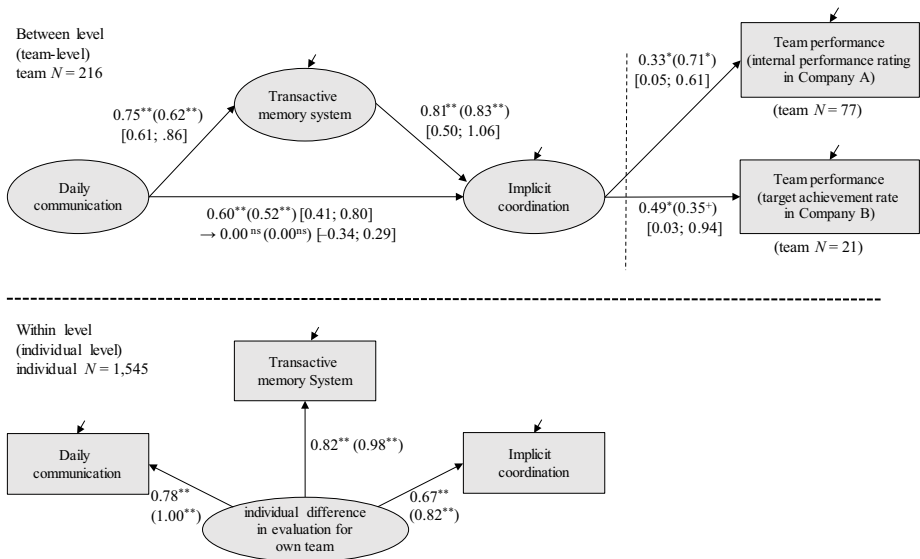 Between level
(team-level)
team N = 216
Transactive
memory system
0.75**(0.62**)
[0.61; .86]
0.81** (0.83**)
[0.50; 1.06]
0.33*(0.71*)
[0.05; 0.61]
Team performance
(internal performance rating
in Company A)
(team N = 77)
Daily
communication
0.60**(0.52**) [0.41; 0.80]
→ 0.00 ns (0.00ns) [–0.34; 0.29]
Implicit
coordination
0.49*(0.35+)
[0.03; 0.94]
Team performance
(target achievement rate
in Company B)
(team N = 21)
Within level
(individual level)
individual N = 1,545
Transactive
memory System
0.82** (0.98**)
Daily
communication
0.78**
(1.00**)
Implicit
coordination
0.67**
(0.82**)
individual difference
in evaluation for
own team